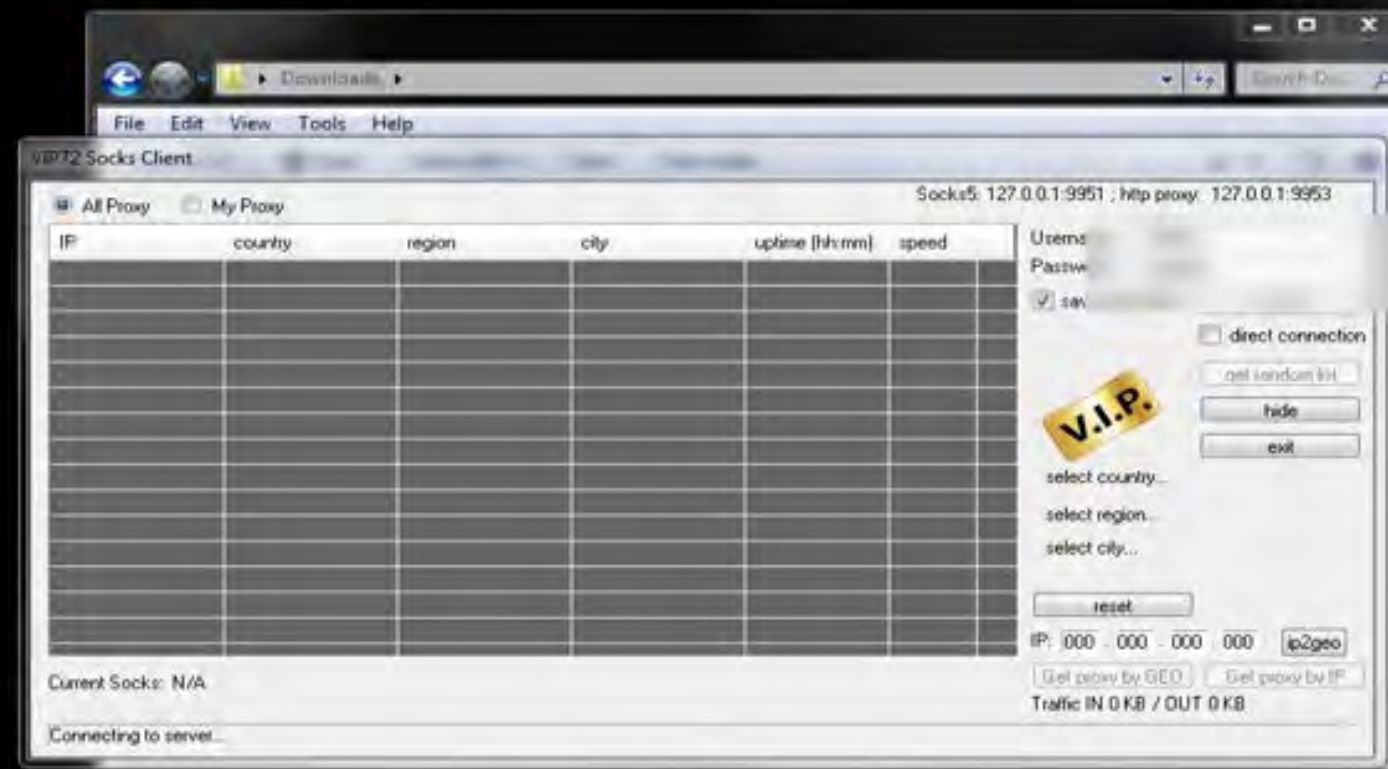 Downloads
File Edit View Tools Help
VIP72 Socks Client
All Proxy My Proxy
Socks5: 127.0.0.1:9951 ; http proxy: 127.0.0.1:9953
IP country region city uptime (hh:mm) speed
direct connection
get random list
hide
exit
V.I.P.
select country...
select region...
select city...
reset
IP: 000 . 000 . 000 . 000 ip2geo
Get proxy by GEO Get proxy by IP
Current Socks: N/A
Traffic IN 0 KB / OUT 0 KB
Connecting to server...